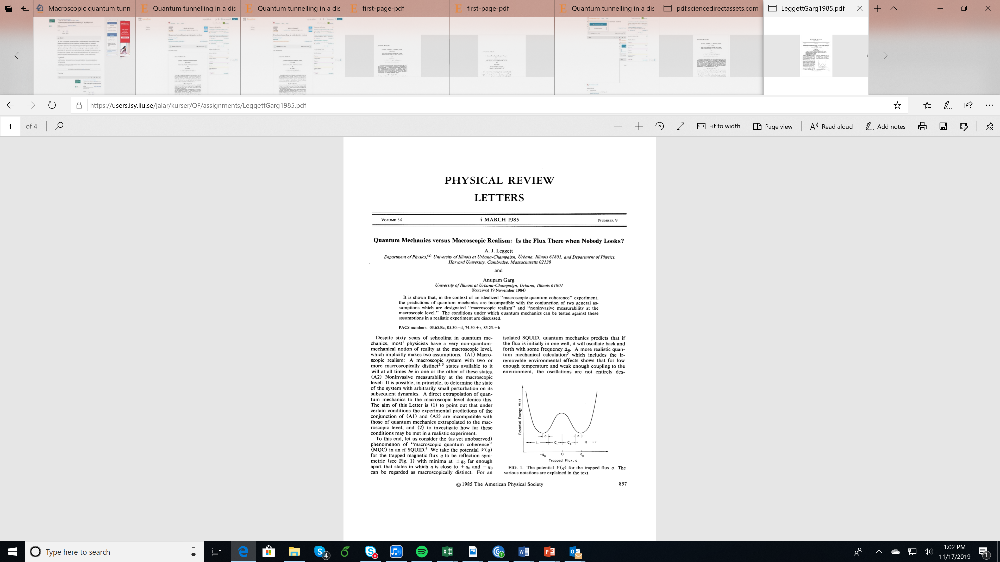 Macroscopic quantum tunn
Quantum tunnelling in a dis
Quantum tunnelling in a dis
first-page-pdf
first-page-pdf
Quantum tunnelling in a dis
pdf.sciencedirectassets.com
LeggettGarg1985.pdf
https://users.isy.liu.se/jalar/kurser/QF/assignments/LeggettGarg1985.pdf
1 of 4
Fit to width
Page view
Read aloud
Add notes
PHYSICAL REVIEW
LETTERS
VOLUME 54
4 MARCH 1985
NUMBER 9
Quantum Mechanics versus Macroscopic Realism: Is the Flux There when Nobody Looks?
A. J. Leggett
Department of Physics,(a) University of Illinois at Urbana-Champaign, Urbana, Illinois 61801, and Department of Physics,
Harvard University, Cambridge, Massachusetts 02138
and
Anupam Garg
University of Illinois at Urbana-Champaign, Urbana, Illinois 61801
(Received 19 November 1984)
It is shown that, in the context of an idealized ‘‘macroscopic quantum coherence’’ experiment,
the predictions of quantum mechanics are incompatible with the conjunction of two general as-
sumptions which are designated ‘‘macroscopic realism’’ and ‘‘noninvasive measurability at the
macroscopic level.’’ The conditions under which quantum mechanics can be tested against these
assumptions in a realistic experiment are discussed.
PACS numbers: 03.65.Bz, 05.30.−d, 74.50.+r, 85.25.+k
Despite sixty years of schooling in quantum me-
chanics, most1 physicists have a very non-quantum-
mechanical notion of reality at the macroscopic level,
which implicitly makes two assumptions. (A1) Macro-
scopic realism: A macroscopic system with two or
more macroscopically distinct2,3 states available to it
will at all times be in one or the other of these states.
(A2) Noninvasive measurability at the macroscopic
level: It is possible, in principle, to determine the state
of the system with arbitrarily small perturbation on its
subsequent dynamics. A direct extrapolation of quan-
tum mechanics to the macroscopic level denies this.
The aim of this Letter is (1) to point out that under
certain conditions the experimental predictions of the
conjunction of (A1) and (A2) are incompatible with
those of quantum mechanics extrapolated to the mac-
roscopic level, and (2) to investigate how far these
conditions may be met in a realistic experiment.
To this end, let us consider the (as yet unobserved)
phenomenon of ‘‘macroscopic quantum coherence’’
(MQC) in an rf SQUID.4 We take the potential V(q)
for the trapped magnetic flux q to be reflection sym-
metric (see Fig. 1) with minima at ±q0 far enough
apart that states in which q is close to +q0 and −q0
can be regarded as macroscopically distinct. For an
isolated SQUID, quantum mechanics predicts that if
the flux is initially in one well, it will oscillate back and
forth with some frequency Δ0. A more realistic quan-
tum mechanical calculation5 which includes the ir-
removable environmental effects shows that for low
enough temperature and weak enough coupling to the
environment, the oscillations are not entirely des-
Potential Energy V(q)
a
a
L
C−
C+
R
-q0
0
q0
Trapped Flux, q
FIG. 1. The potential V(q) for the trapped flux q. The
various notations are explained in the text.
© 1985 The American Physical Society
857
Type here to search
4
1:02 PM
11/17/2019
1